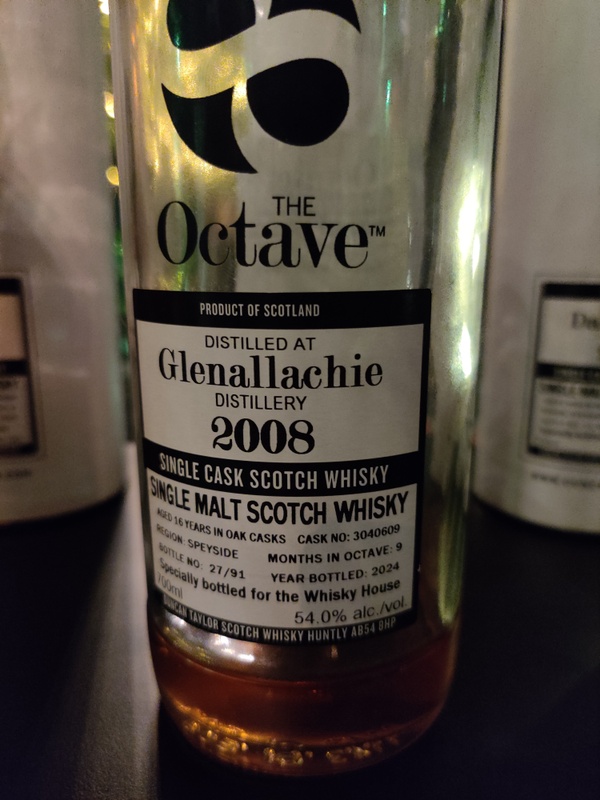 THE
Octave™
PRODUCT OF SCOTLAND
DISTILLED AT
Glenallachie
DISTILLERY
2008
SINGLE CASK SCOTCH WHISKY
SINGLE MALT SCOTCH WHISKY
AGED 16 YEARS IN OAK CASKS CASK NO: 3040609
REGION: SPEYSIDE MONTHS IN OCTAVE: 9
BOTTLE NO: 27/91 YEAR BOTTLED: 2024
Specially bottled for the Whisky House
700ml 54.0% alc./vol.
DUNCAN TAYLOR SCOTCH WHISKY HUNTLY AB54 8HP